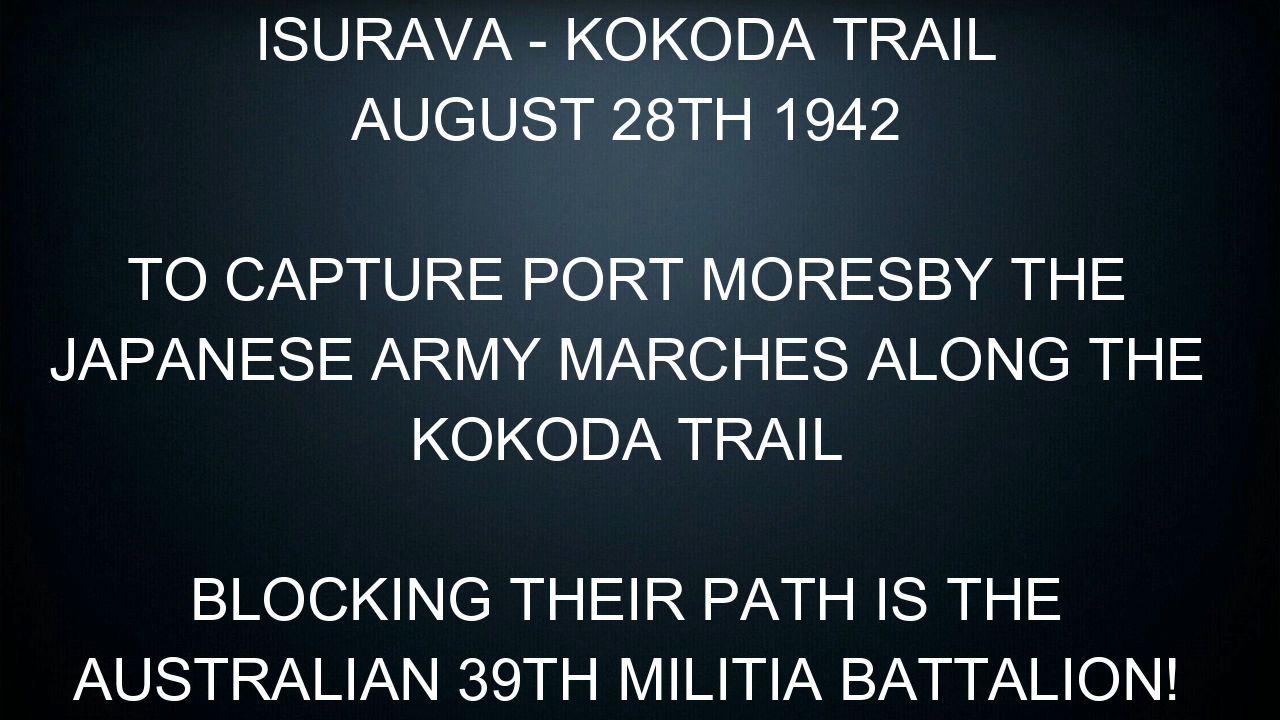 ISURAVA - KOKODA TRAIL
AUGUST 28TH 1942
TO CAPTURE PORT MORESBY THE
JAPANESE ARMY MARCHES ALONG THE
KOKODA TRAIL
BLOCKING THEIR PATH IS THE
AUSTRALIAN 39TH MILITIA BATTALION!